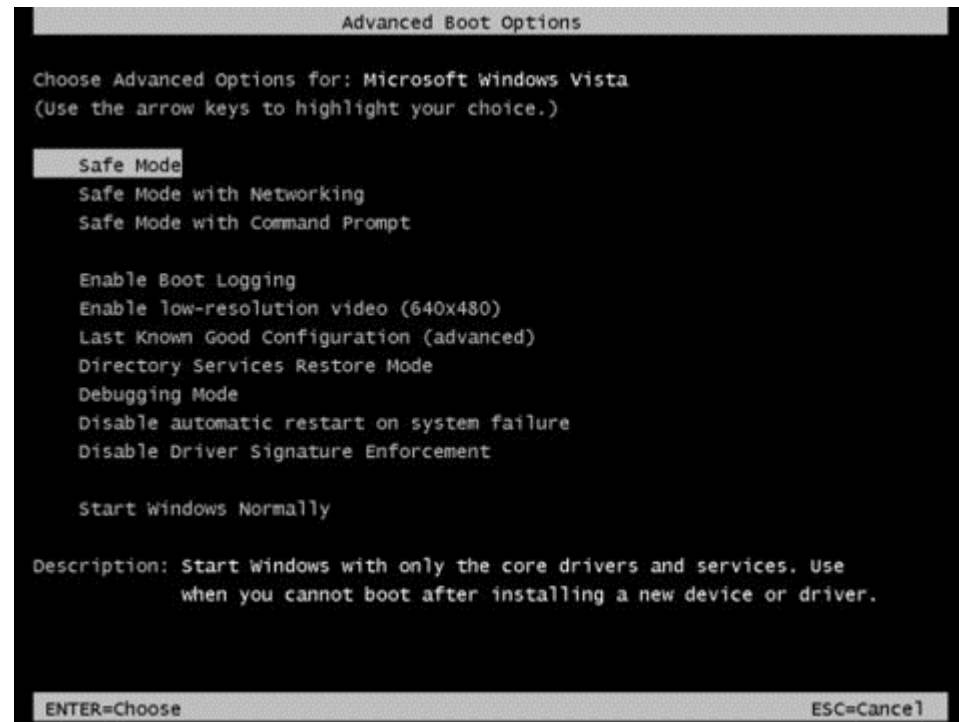 Advanced Boot Options
Choose Advanced Options for: Microsoft Windows Vista
(Use the arrow keys to highlight your choice.)
Safe Mode
Safe Mode with Networking
Safe Mode with Command Prompt
Enable Boot Logging
Enable low-resolution video (640x480)
Last Known Good Configuration (advanced)
Directory Services Restore Mode
Debugging Mode
Disable automatic restart on system failure
Disable Driver Signature Enforcement
Start Windows Normally
Description: Start Windows with only the core drivers and services. Use
when you cannot boot after installing a new device or driver.
ENTER=Choose ESC=Cancel